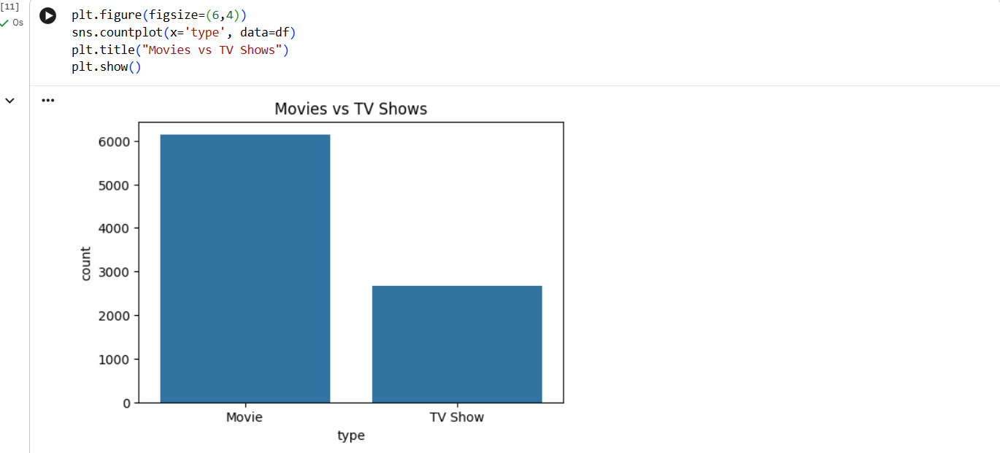 [11]
0s
plt.figure(figsize=(6,4))
sns.countplot(x='type', data=df)
plt.title("Movies vs TV Shows")
plt.show()
Movies vs TV Shows
6000
5000
4000
3000
2000
1000
0
count
Movie TV Show
type